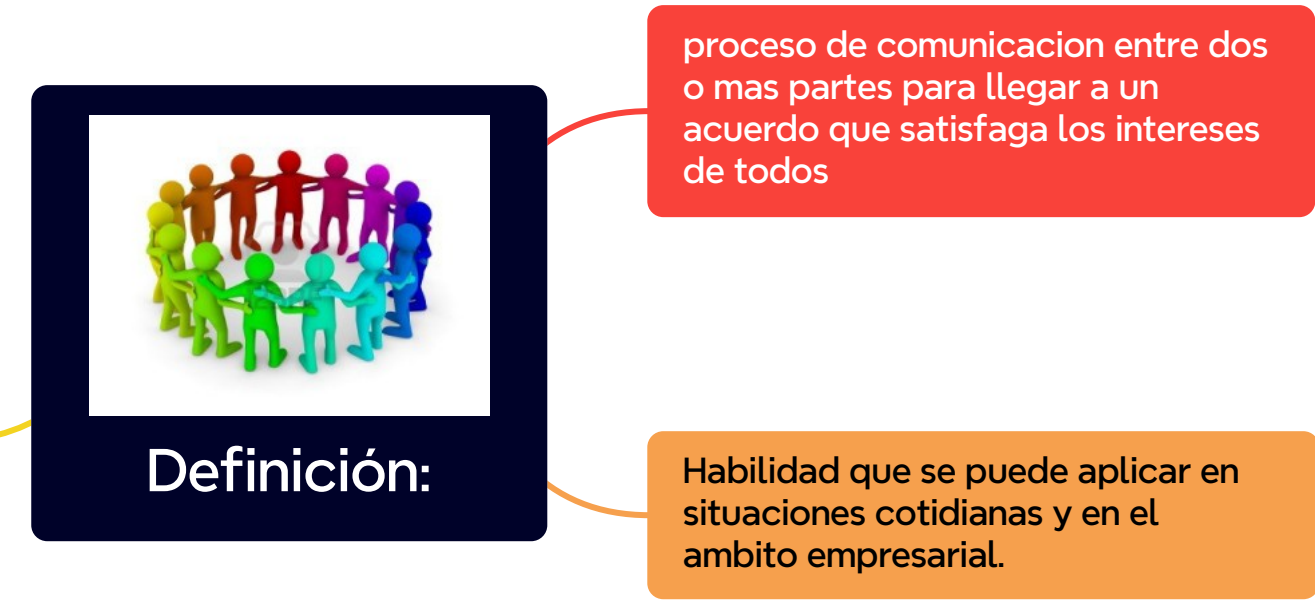 proceso de comunicacion entre dos
o mas partes para llegar a un
acuerdo que satisfaga los intereses
de todos
Definición:
Habilidad que se puede aplicar en
situaciones cotidianas y en el
ambito empresarial.